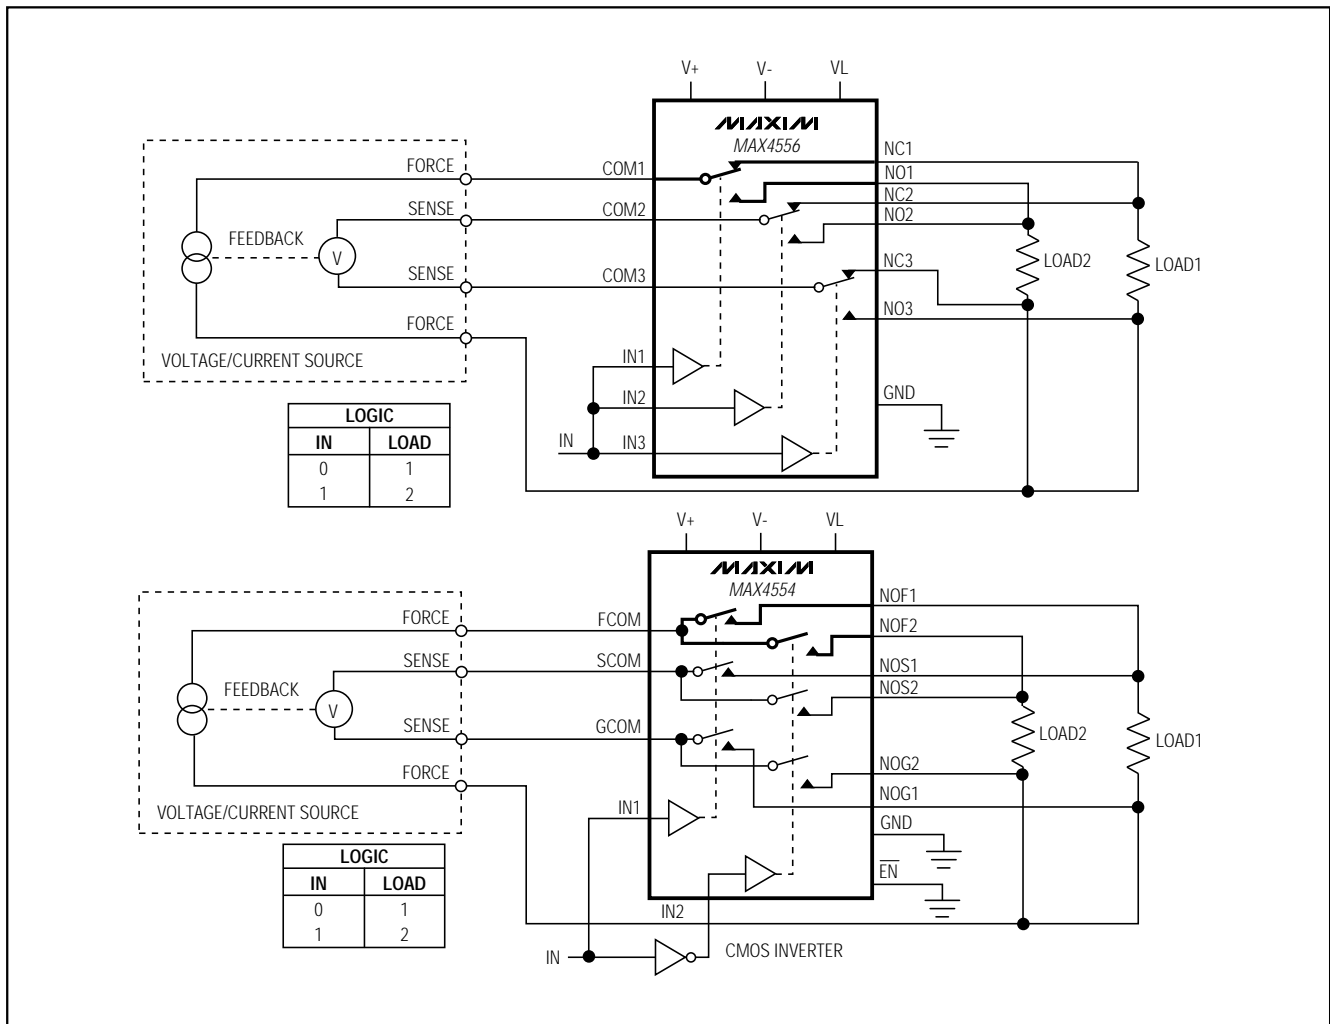 V+ V- VL
MAXIM
MAX4556
FORCE COM1 NC1
NO1
SENSE COM2 NC2
NO2
FEEDBACK V
SENSE COM3 NC3
LOAD2 LOAD1
NO3
FORCE
VOLTAGE/CURRENT SOURCE
IN1
IN2 GND
IN IN3
LOGIC
IN LOAD
0 1
1 2
V+ V- VL
MAXIM
MAX4554
FORCE FCOM NOF1
NOF2
SENSE SCOM NOS1
NOS2
FEEDBACK V
SENSE GCOM LOAD2 LOAD1
FORCE NOG2
NOG1
VOLTAGE/CURRENT SOURCE IN1 GND
EN
IN2
LOGIC
IN LOAD
0 1
1 2
IN CMOS INVERTER